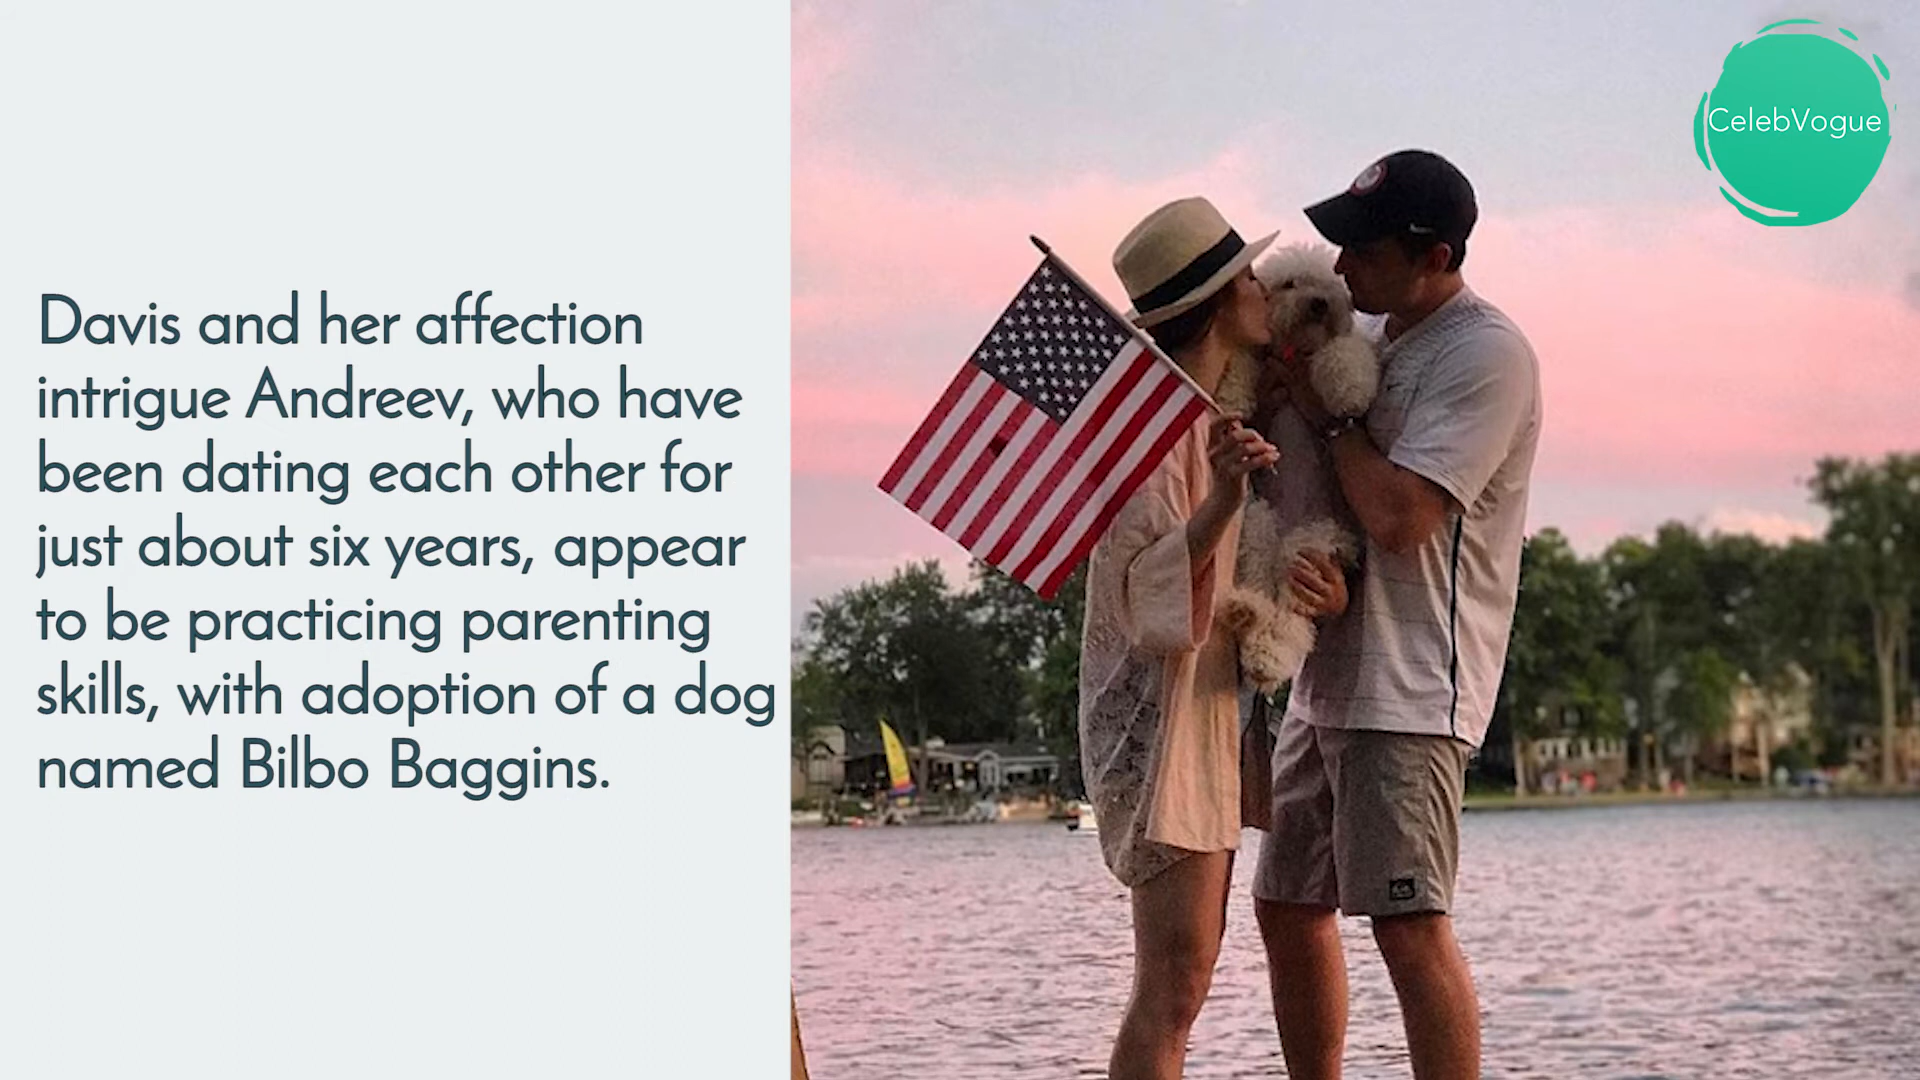 Davis and her affection
intrigue Andreev, who have
been dating each other for
just about six years, appear
to be practicing parenting
skills, with adoption of a dog
named Bilbo Baggins.
CelebVogue